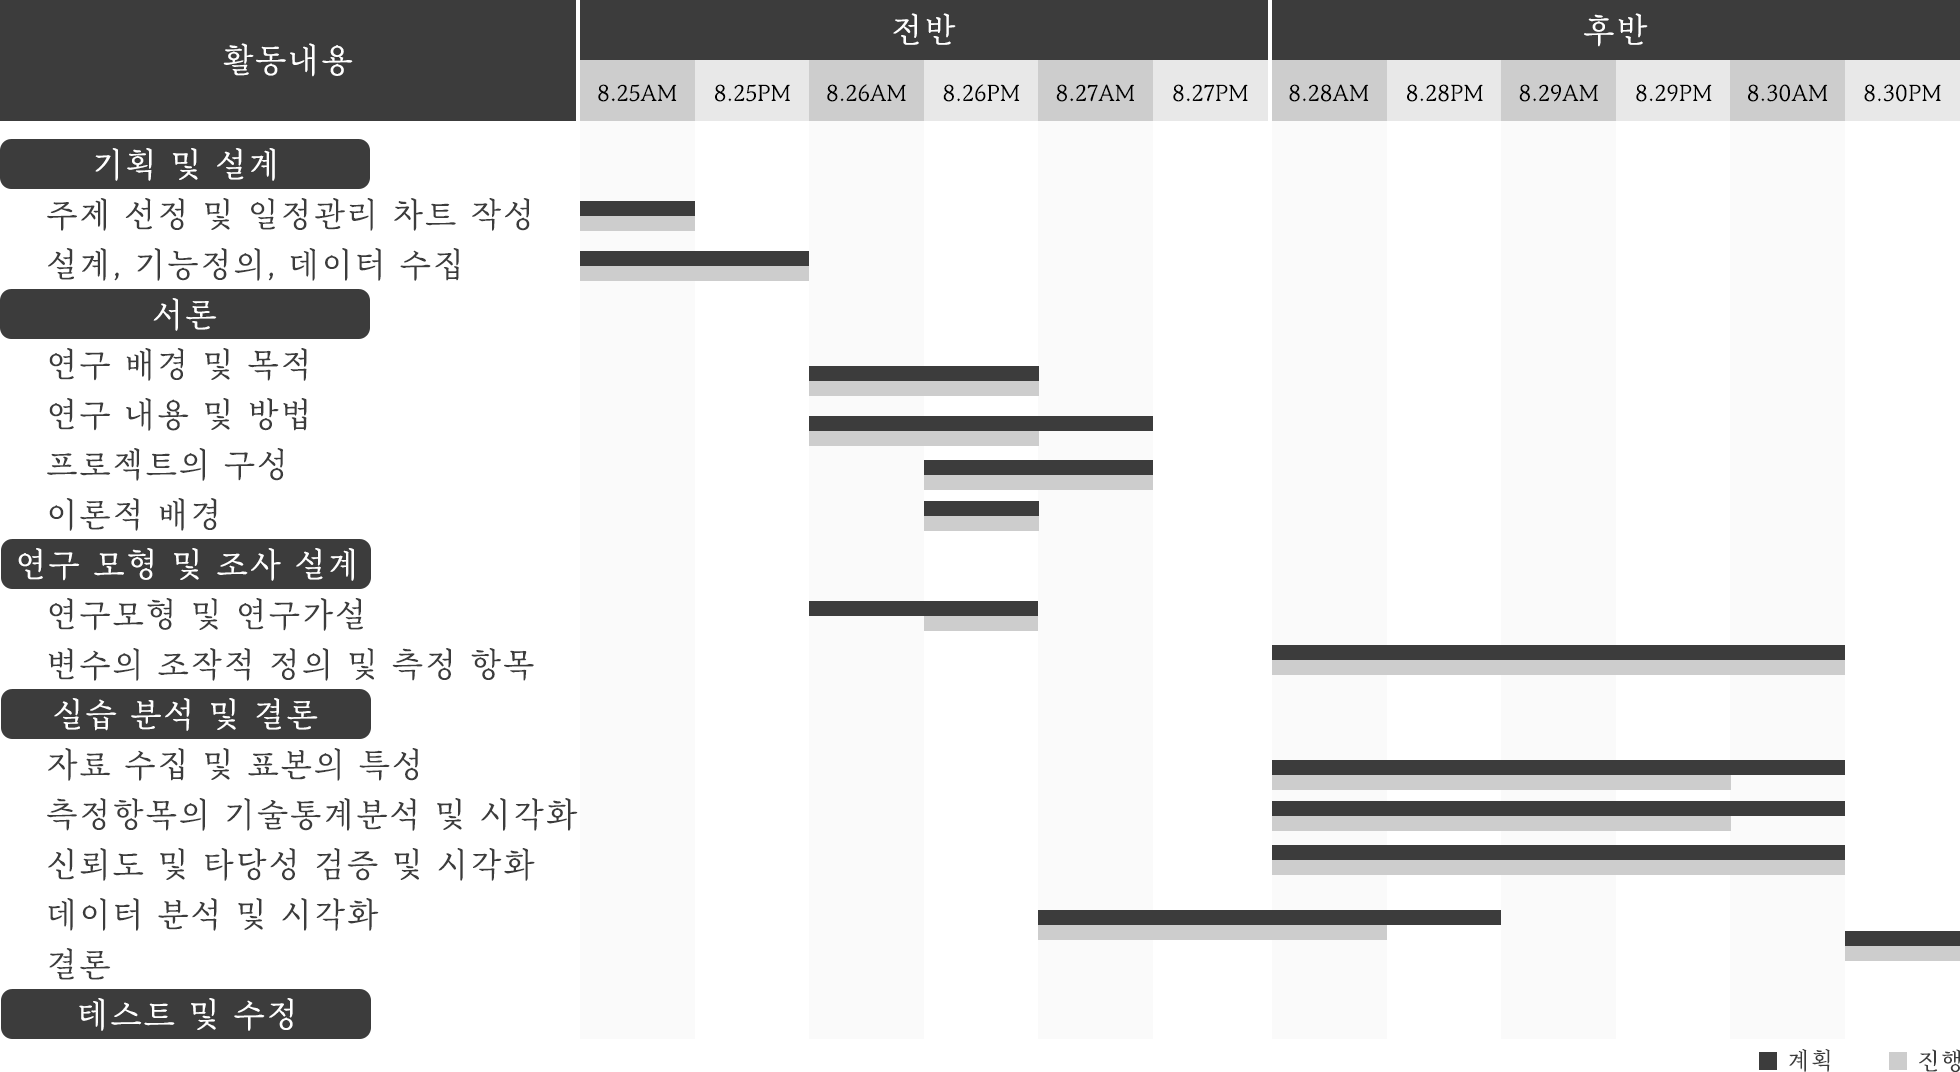 활동내용
전반
후반
8.25AM 8.25PM 8.26AM 8.26PM 8.27AM 8.27PM 8.28AM 8.28PM 8.29AM 8.29PM 8.30AM 8.30PM
기획 및 설계
주제 선정 및 일정관리 차트 작성
설계, 기능정의, 데이터 수집
서론
연구 배경 및 목적
연구 내용 및 방법
프로젝트의 구성
이론적 배경
연구 모형 및 조사 설계
연구모형 및 연구가설
변수의 조작적 정의 및 측정 항목
실습 분석 및 결론
자료 수집 및 표본의 특성
측정항목의 기술통계분석 및 시각화
신뢰도 및 타당성 검증 및 시각화
데이터 분석 및 시각화
결론
테스트 및 수정
계획 진행